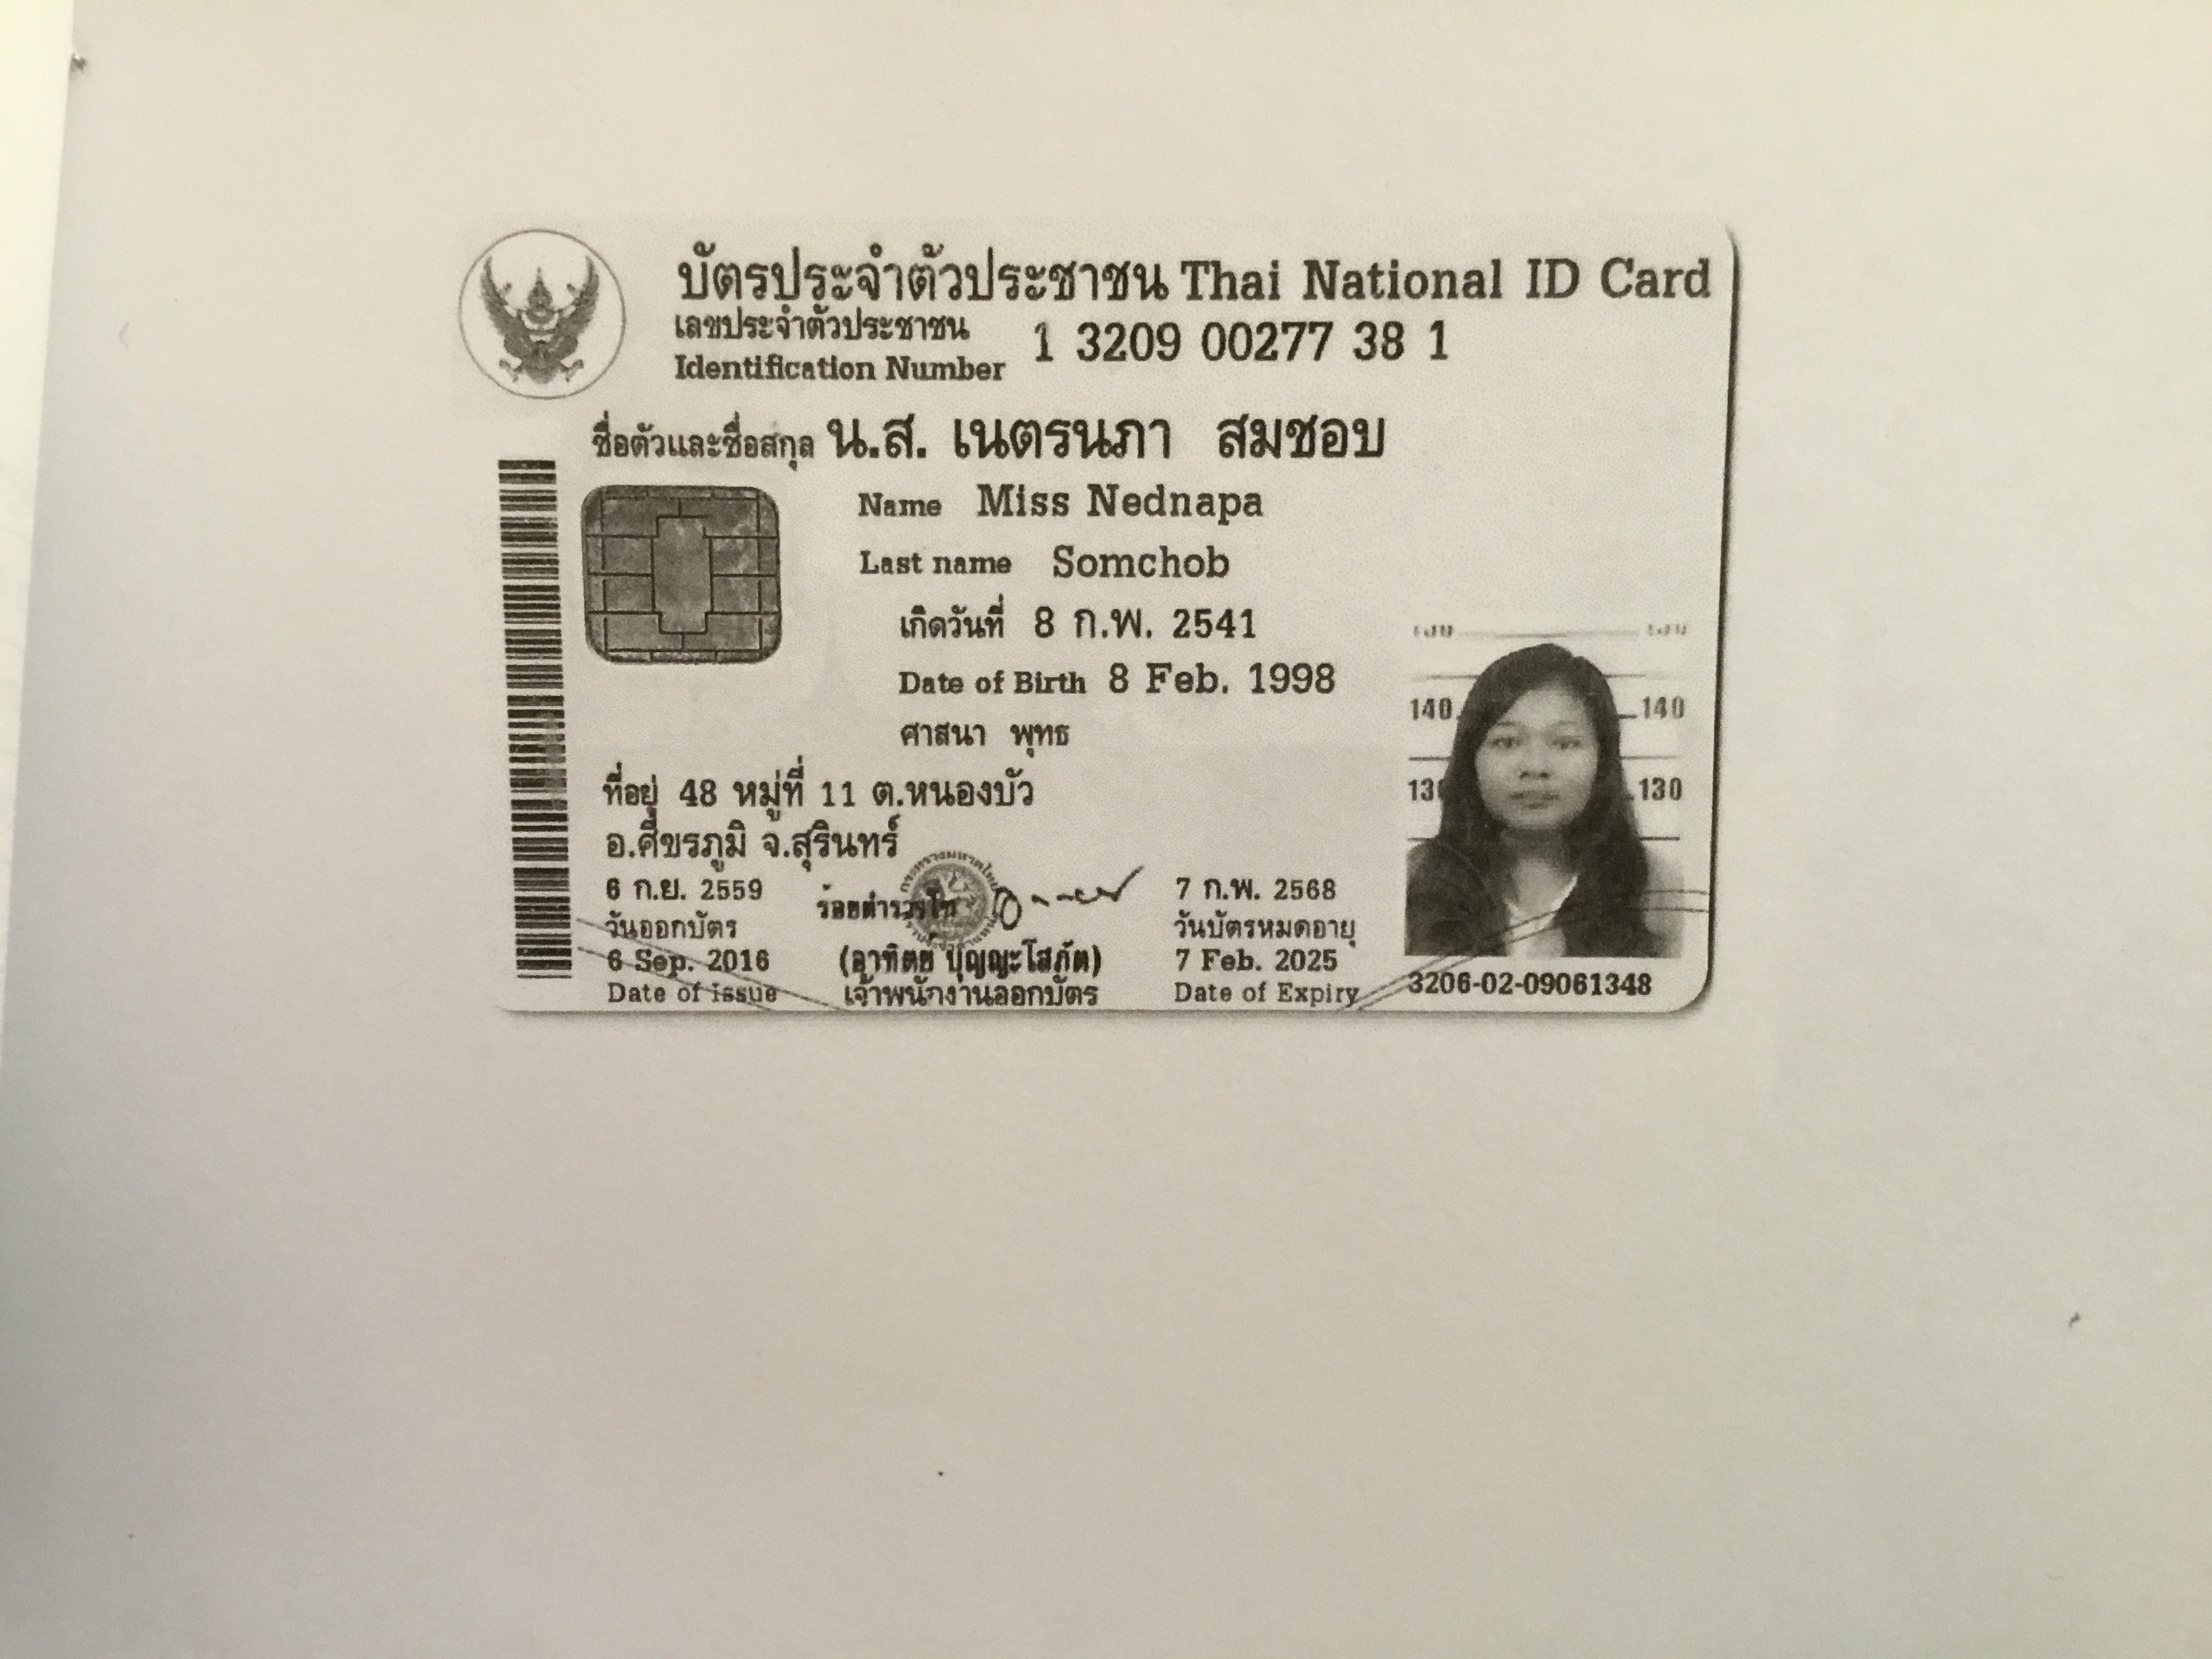 บัตรประจำตัวประชาชน Thai National ID Card
เลขประจำตัวประชาชน
Identification Number 1 3209 00277 38 1
ชื่อตัวและชื่อสกุล น.ส. เนตรนภา สมชอบ
Name Miss Nednapa
Last name Somchob
เกิดวันที่ 8 ก.พ. 2541
Date of Birth 8 Feb. 1998
ศาสนา พุทธ
ที่อยู่ 48 หมู่ที่ 11 ต.หนองบัว
อ.ศีขรภูมิ จ.สุรินทร์
6 ก.ย. 2559
วันออกบัตร
6 Sep. 2016
Date of issue
ร้อยตำรวจโท
(อาทิตย์ บุญญะโสภัต)
เจ้าพนักงานออกบัตร
7 ก.พ. 2568
วันบัตรหมดอายุ
7 Feb. 2025
Date of Expiry
140 140
130 130
3206-02-09061348